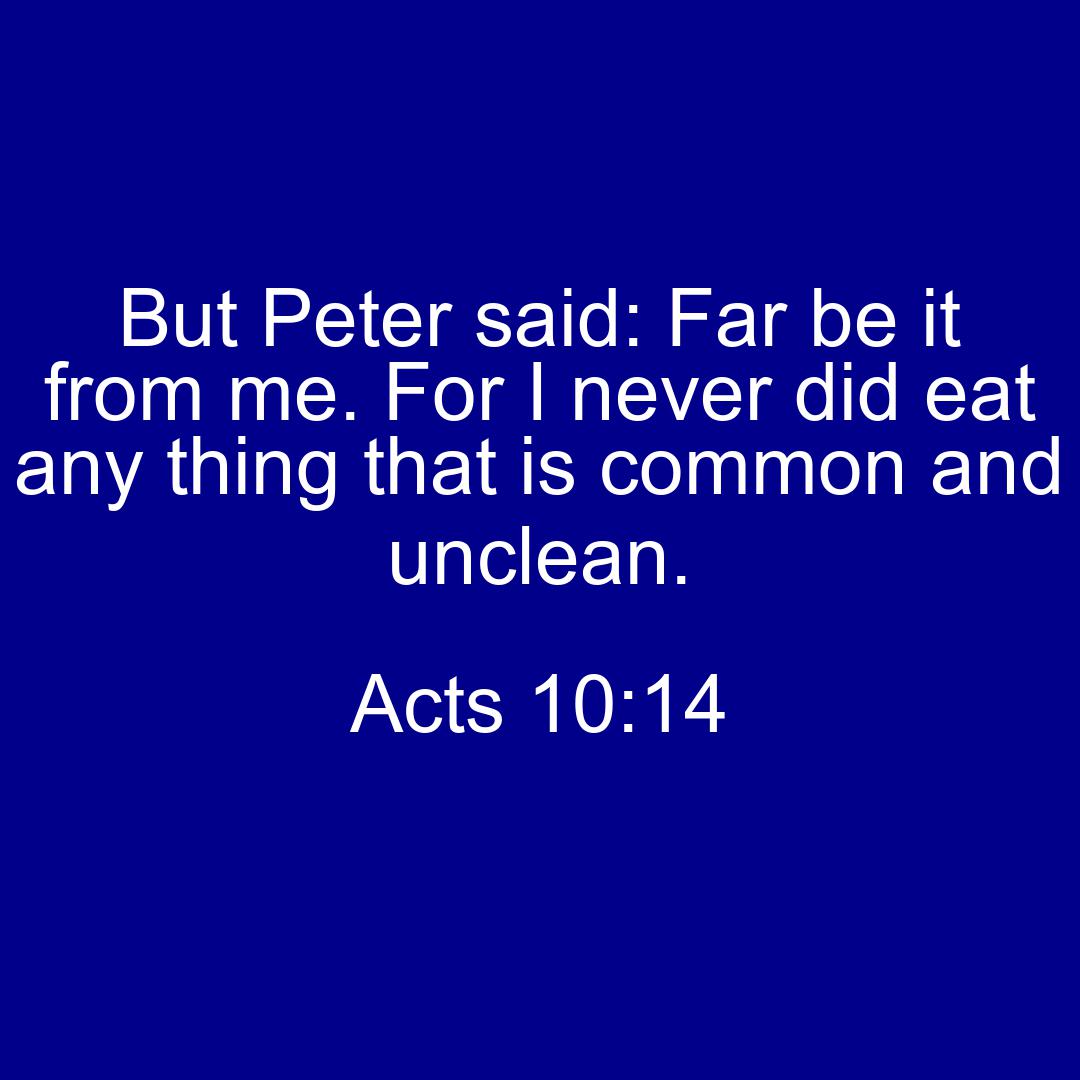 But Peter said: Far be it
from me. For I never did eat
any thing that is common and
unclean.
Acts 10:14